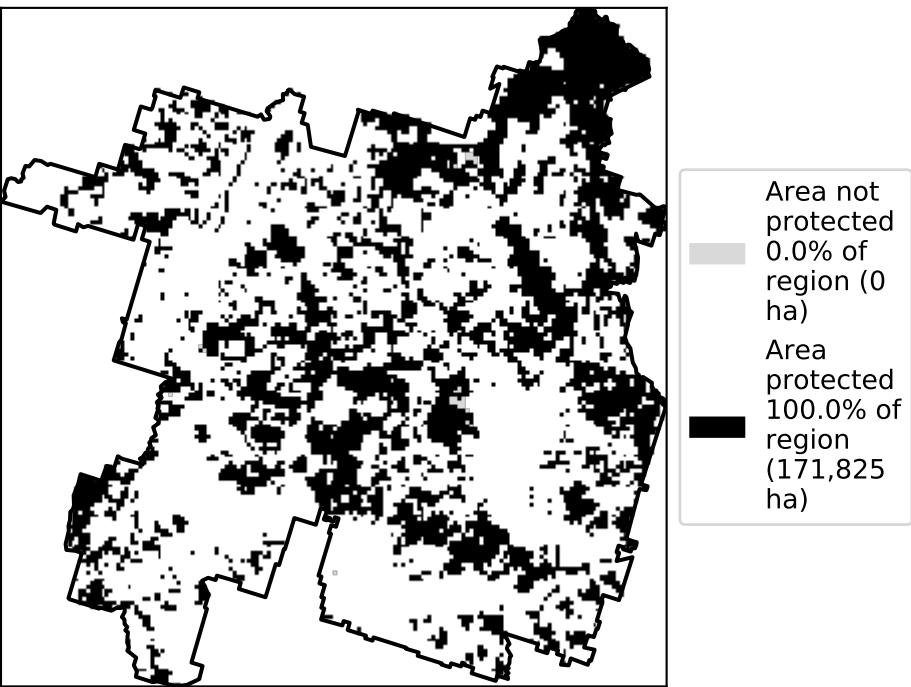 Area not
protected
0.0% of
region (0
ha)
Area
protected
100.0% of
region
(171,825
ha)